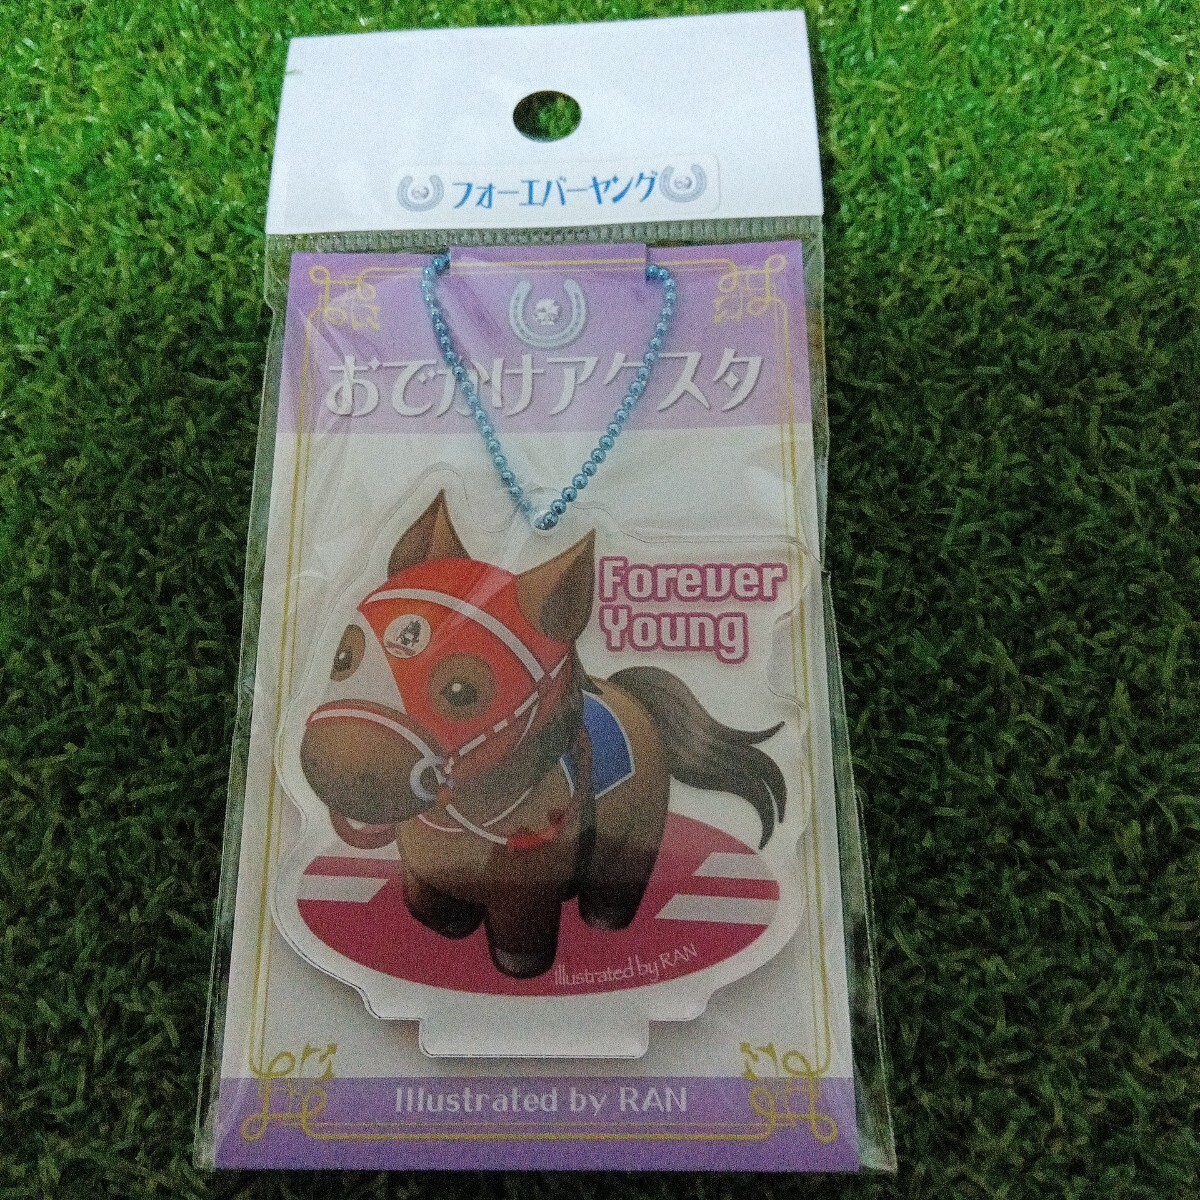 フォーエバーヤング
おでかけアクスタ
Forever
Young
Illustrated by RAN
Illustrated by RAN